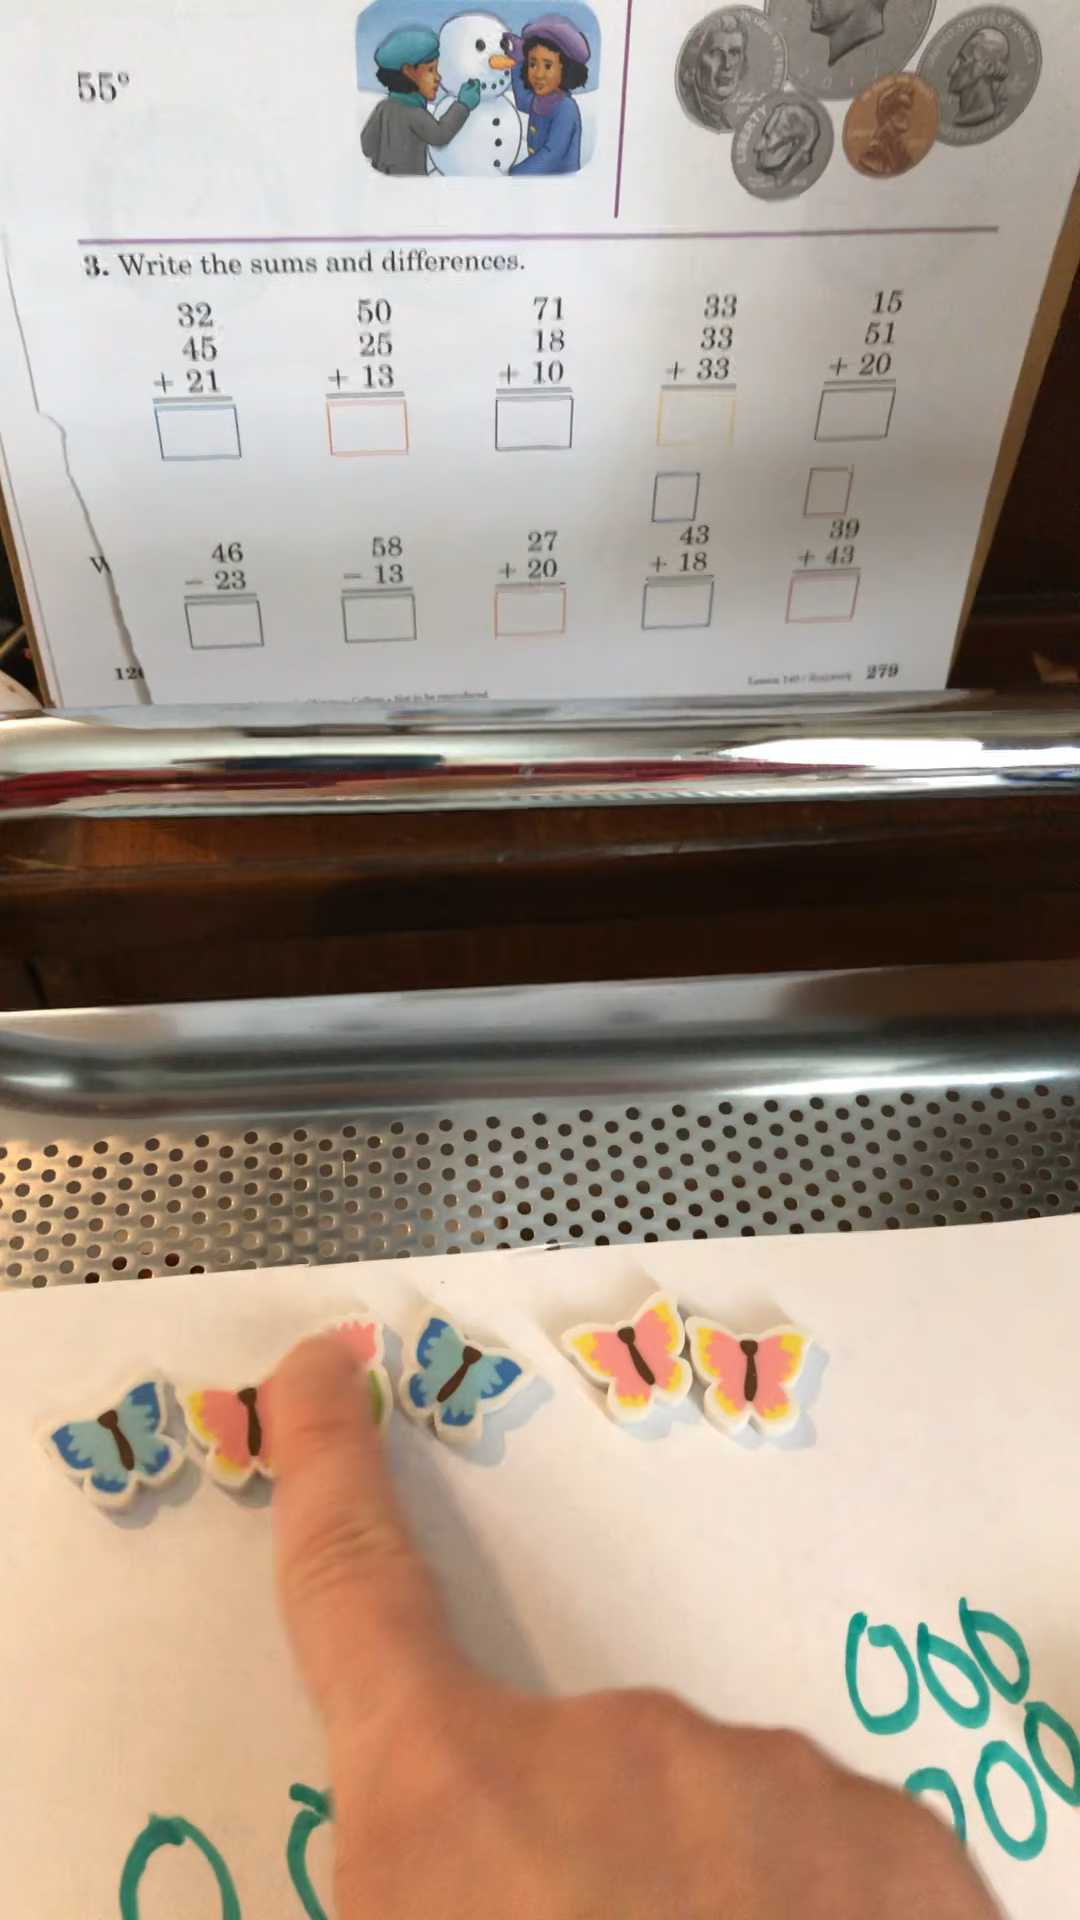 55°
LIBERTY
3. Write the sums and differences.
32 50 71 33 15
45 25 18 33 51
+ 21 + 13 + 10 + 33 + 20
46 58 27 43 39
- 23 - 13 + 20 + 18 + 43
W
279